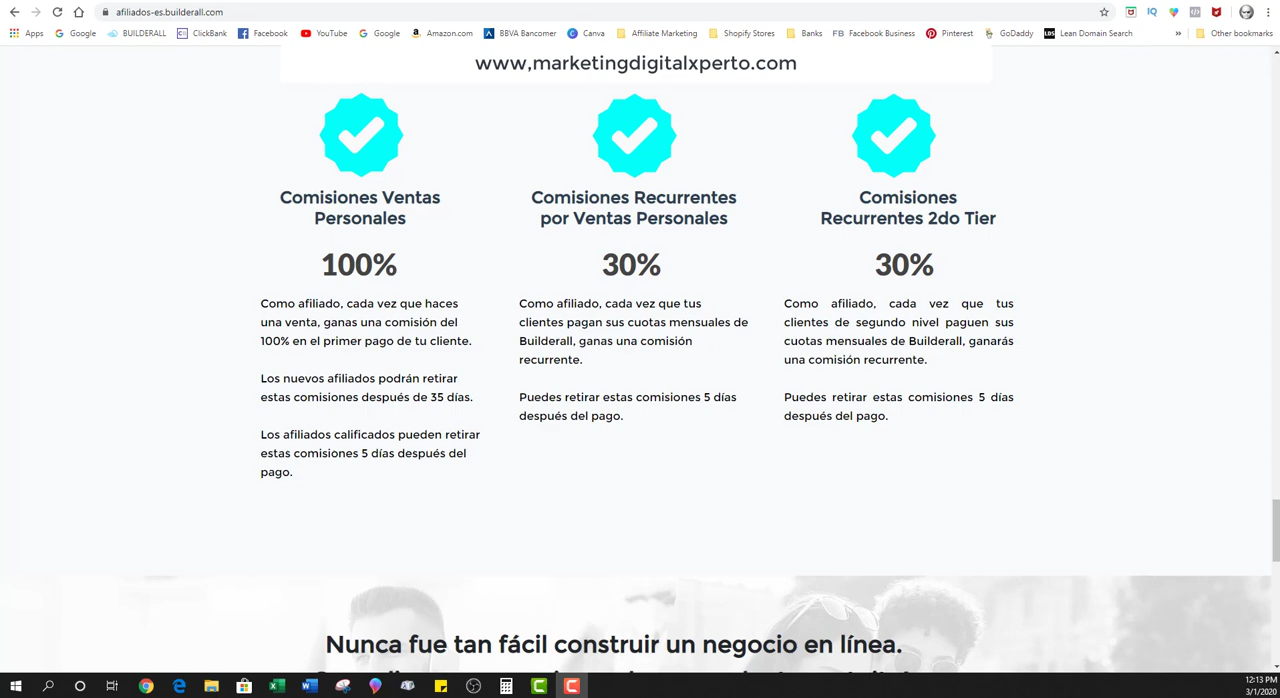 afiliados-es.builderall.com
Apps Google BUILDERALL ClickBank Facebook YouTube Google Amazon.com BBVA Bancomer Canva Affiliate Marketing Shopify Stores Banks Facebook Business Pinterest GoDaddy Lean Domain Search » Other bookmarks
www,marketingdigitalxperto.com
Comisiones Ventas
Personales
100%
Como afiliado, cada vez que haces
una venta, ganas una comisión del
100% en el primer pago de tu cliente.
Los nuevos afiliados podrán retirar
estas comisiones después de 35 días.
Los afiliados calificados pueden retirar
estas comisiones 5 días después del
pago.
Comisiones Recurrentes
por Ventas Personales
30%
Como afiliado, cada vez que tus
clientes pagan sus cuotas mensuales de
Builderall, ganas una comisión
recurrente.
Puedes retirar estas comisiones 5 días
después del pago.
Comisiones
Recurrentes 2do Tier
30%
Como afiliado, cada vez que tus
clientes de segundo nivel paguen sus
cuotas mensuales de Builderall, ganarás
una comisión recurrente.
Puedes retirar estas comisiones 5 días
después del pago.
Nunca fue tan fácil construir un negocio en línea.
12:13 PM
3/1/2020